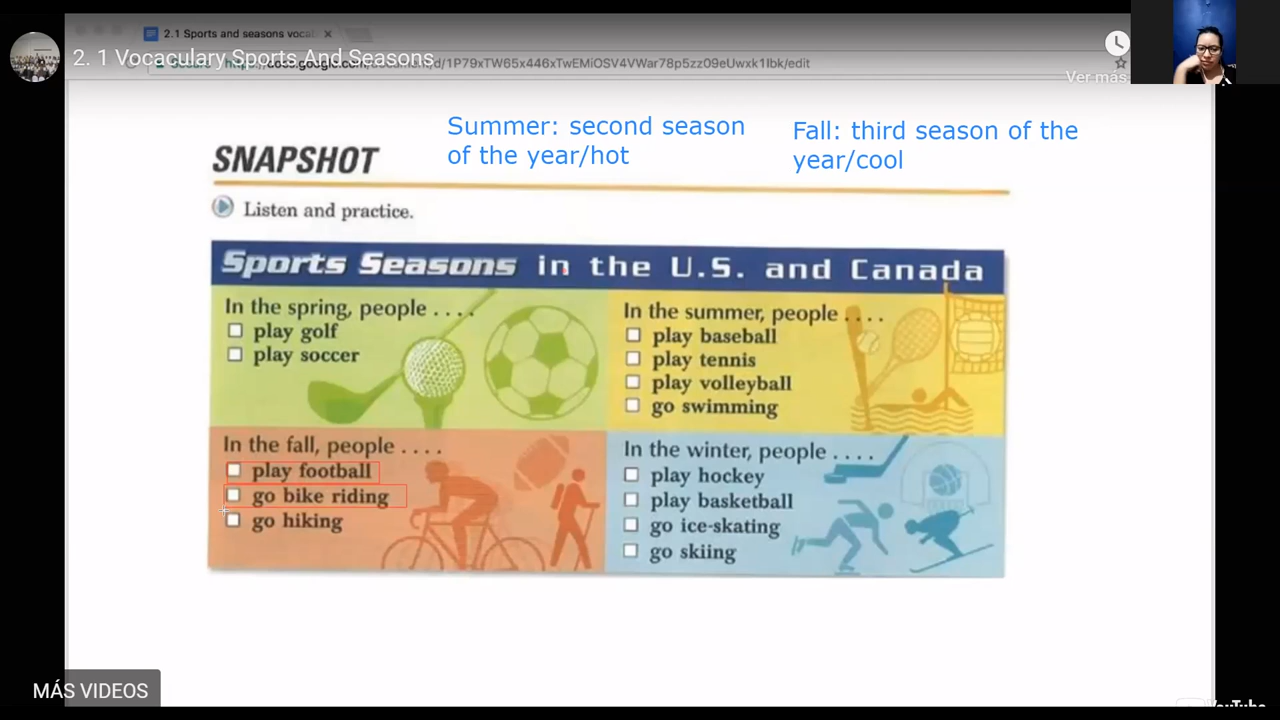 2.1 Sports and seasons voca
2. 1 Vocaculary Sports And Seasons
Ver más
Summer: second season
of the year/hot
Fall: third season of the
year/cool
SNAPSHOT
Listen and practice.
Sports Seasons in the U.S. and Canada
In the spring, people . . . .
play golf
play soccer
In the summer, people . . . .
play baseball
play tennis
play volleyball
go swimming
In the fall, people . . . .
play football
go bike riding
go hiking
In the winter, people . . . .
play hockey
play basketball
go ice-skating
go skiing
MÁS VIDEOS
YouTube